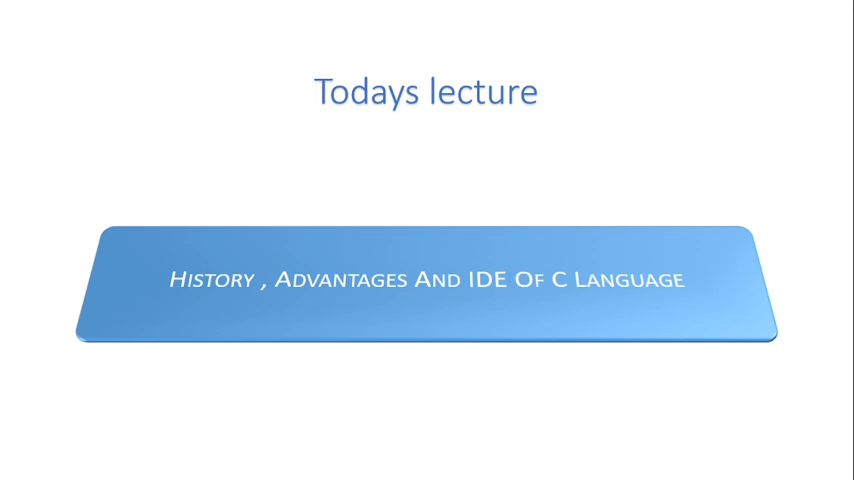 Todays lecture
History , Advantages And IDE Of C Language